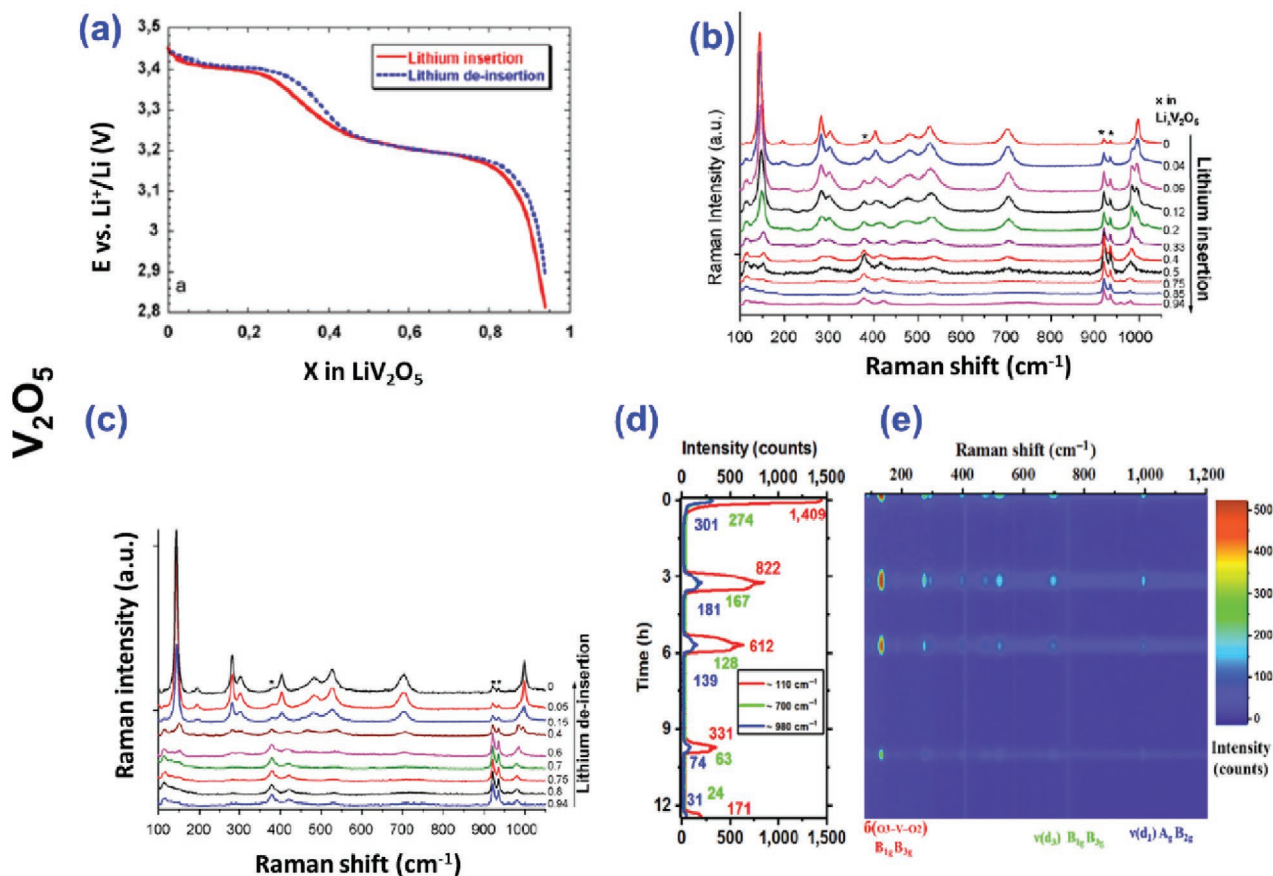 (a)
3,5
3,4
3,3
3,2
3,1
3
2,9
2,8
E vs. Li⁺/Li (V)
Lithium insertion
Lithium de-insertion
a
0 0,2 0,4 0,6 0,8 1
X in LiV₂O₅
(b)
Raman Intensity (a.u.)
* * *
x in
LiₓV₂O₅
0
0.04
0.09
0.12
0.2
0.33
0.4
0.5
0.75
0.85
0.94
Lithium insertion
100 200 300 400 500 600 700 800 900 1000
Raman shift (cm⁻¹)
V₂O₅
(c)
Raman intensity (a.u.)
* **
0
0.05
0.15
0.4
0.6
0.7
0.75
0.8
0.94
Lithium de-insertion
100 200 300 400 500 600 700 800 900 1000
Raman shift (cm⁻¹)
(d)
Intensity (counts)
0 500 1,000 1,500
0
3
6
9
12
Time (h)
301 274 1,409
822
181 167
612
128
139
~ 110 cm⁻¹
~ 700 cm⁻¹
~ 980 cm⁻¹
331
74 63
31 24
171
0 500 1,000 1,500
(e)
Raman shift (cm⁻¹)
200 400 600 800 1,000 1,200
500
400
300
200
100
0
Intensity
(counts)
δ(O3-V-O2)
B₁g B₃g
ν(d₃) B₁g B₃g
ν(d₁) Ag B₂g